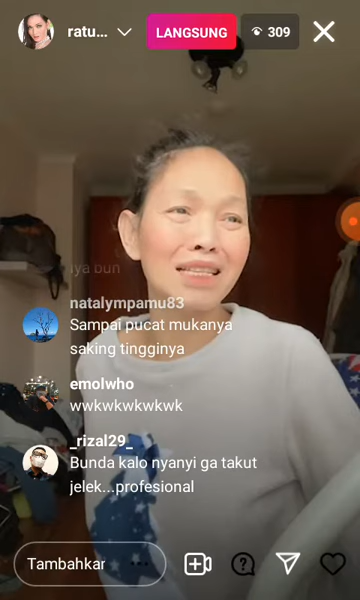 ratu...
LANGSUNG
309
iya bun
natalympamu83
Sampai pucat mukanya
saking tingginya
emolwho
wwkwkwkwkwk
_rizal29_
Bunda kalo nyanyi ga takut
jelek...profesional
Tambahkar